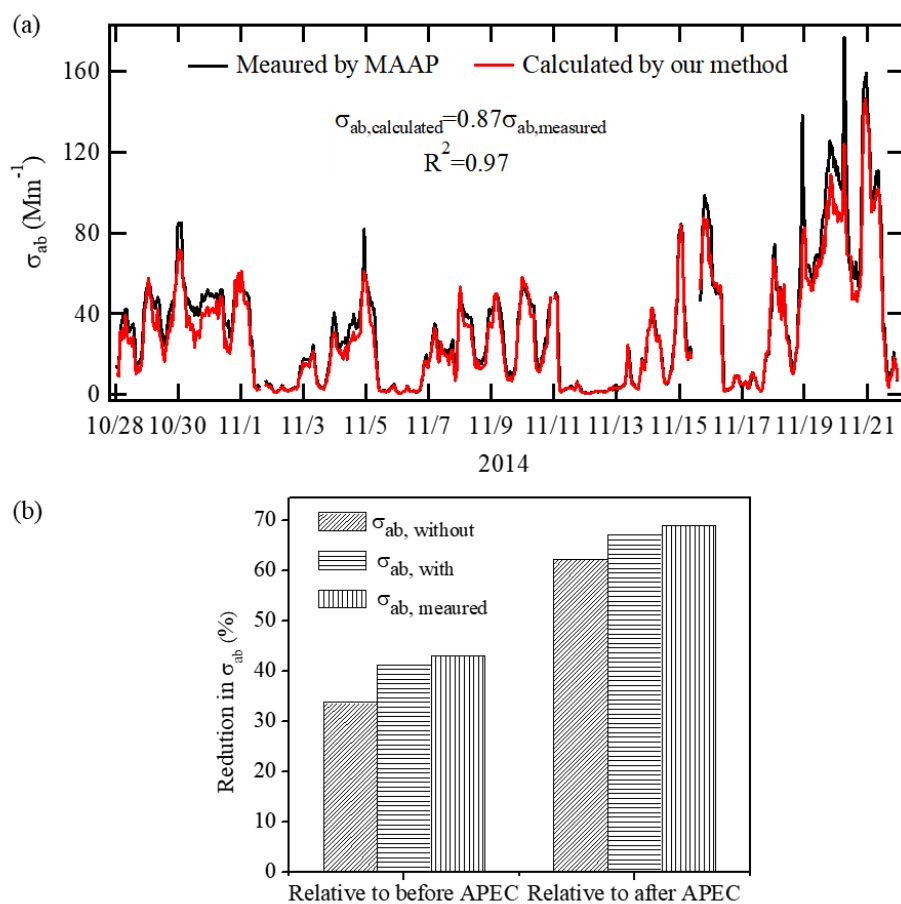 (a)
Meaured by MAAP
Calculated by our method
σab,calculated=0.87σab,measured
R²=0.97
σab (Mm⁻¹)
160
120
80
40
0
10/28 10/30 11/1 11/3 11/5 11/7 11/9 11/11 11/13 11/15 11/17 11/19 11/21
2014
(b)
Redution in σab (%)
70
60
50
40
30
20
10
0
σab, without
σab, with
σab, meaured
Relative to before APEC Relative to after APEC